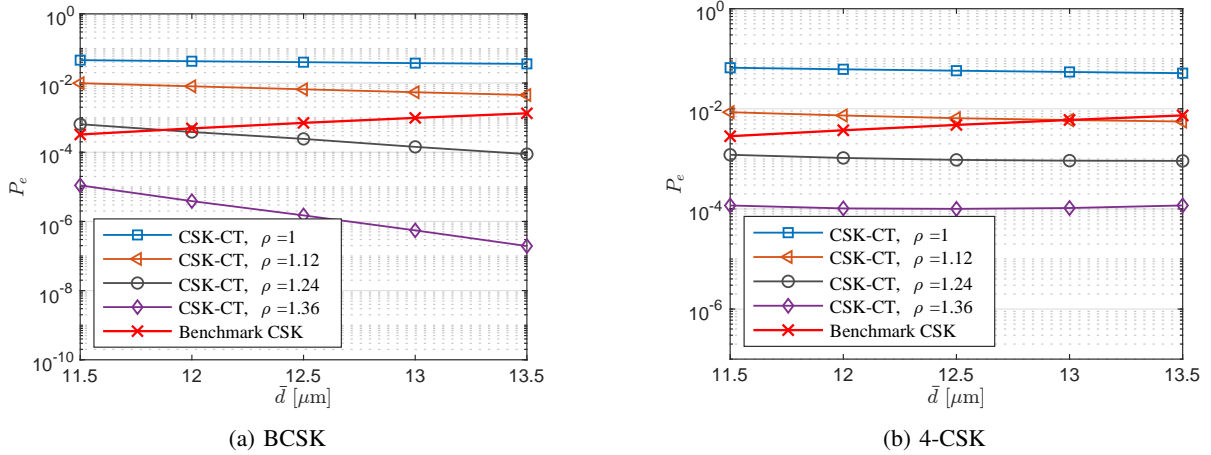 10^0
10^-2
10^-4
10^-6
10^-8
10^-10
P_e
CSK-CT, ρ =1
CSK-CT, ρ =1.12
CSK-CT, ρ =1.24
CSK-CT, ρ =1.36
Benchmark CSK
11.5 12 12.5 13 13.5
d̄ [μm]
(a) BCSK
10^0
10^-2
10^-4
10^-6
P_e
CSK-CT, ρ =1
CSK-CT, ρ =1.12
CSK-CT, ρ =1.24
CSK-CT, ρ =1.36
Benchmark CSK
11.5 12 12.5 13 13.5
d̄ [μm]
(b) 4-CSK